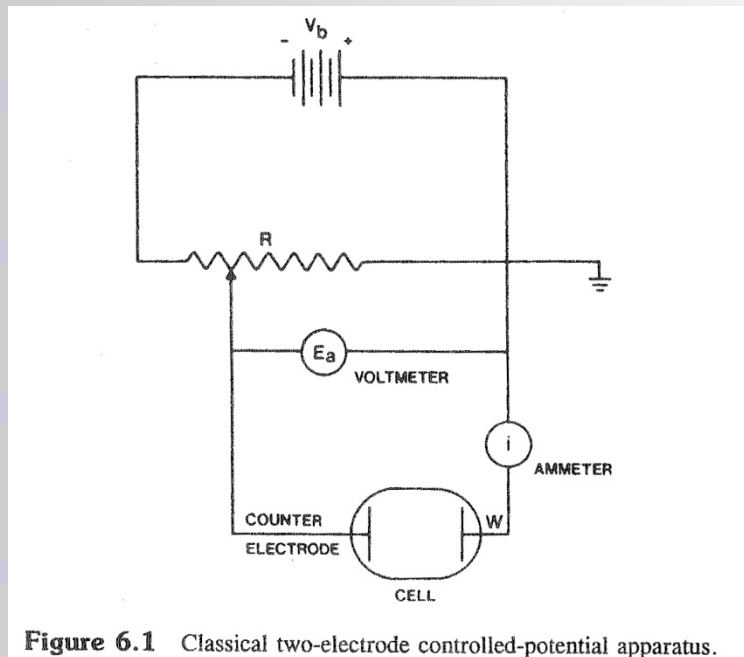 Vb
- +
R
Ea
VOLTMETER
i
AMMETER
COUNTER
ELECTRODE
W
CELL
Figure 6.1 Classical two-electrode controlled-potential apparatus.